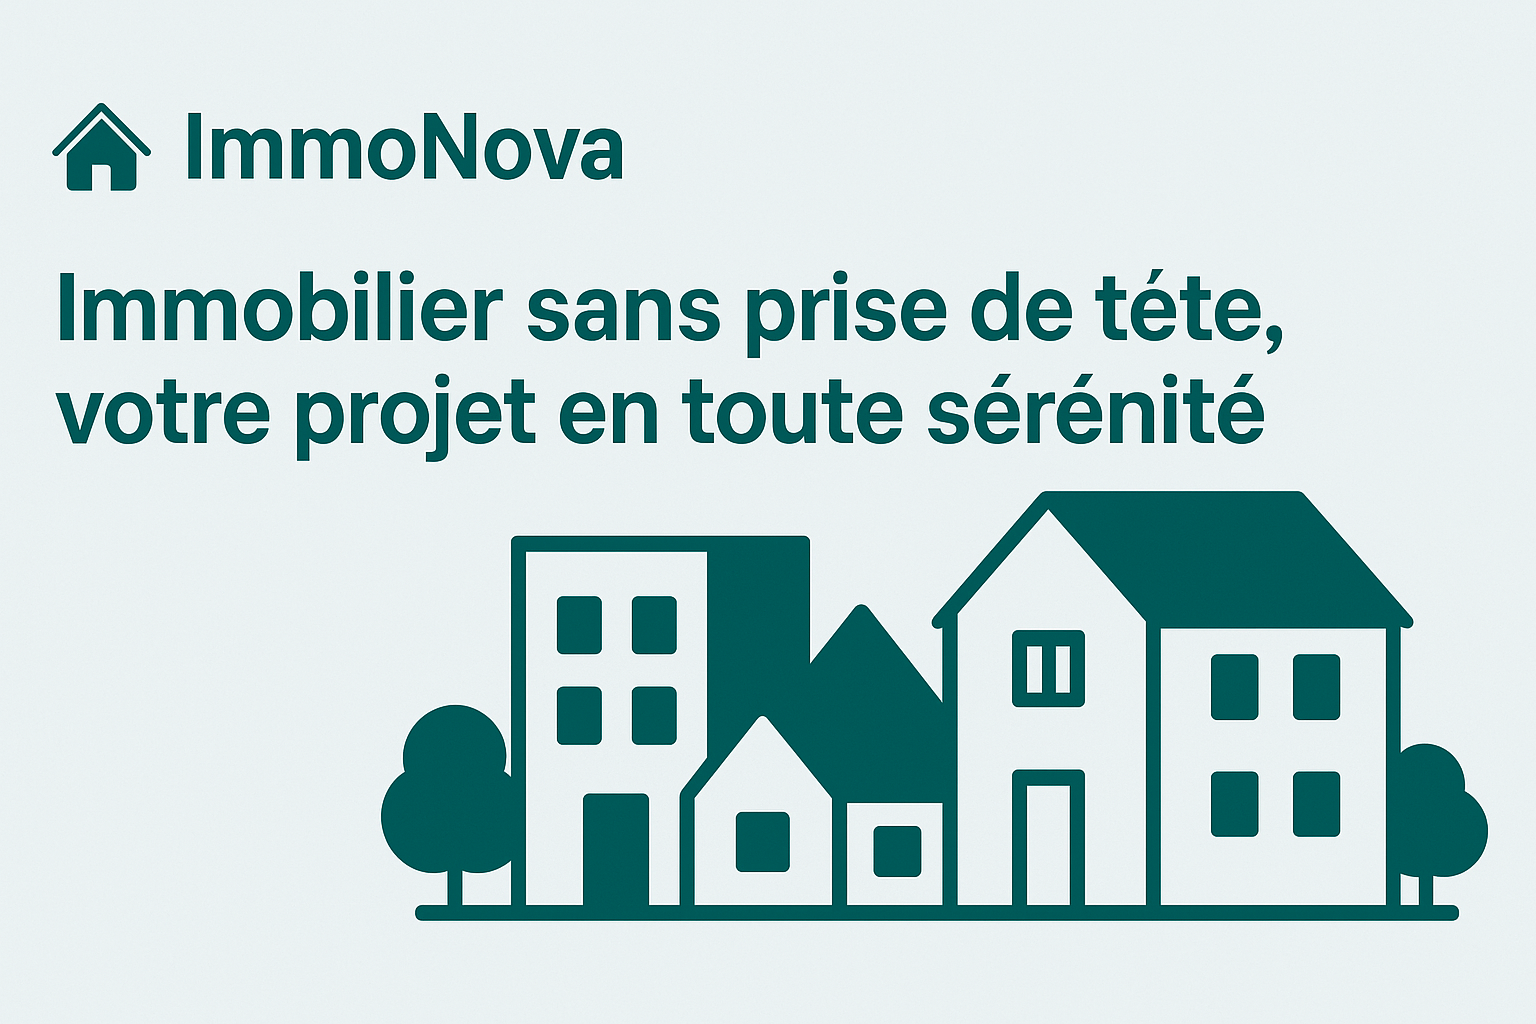 ImmoNova
Immobilier sans prise de téte,
votre projet en toute sérénité